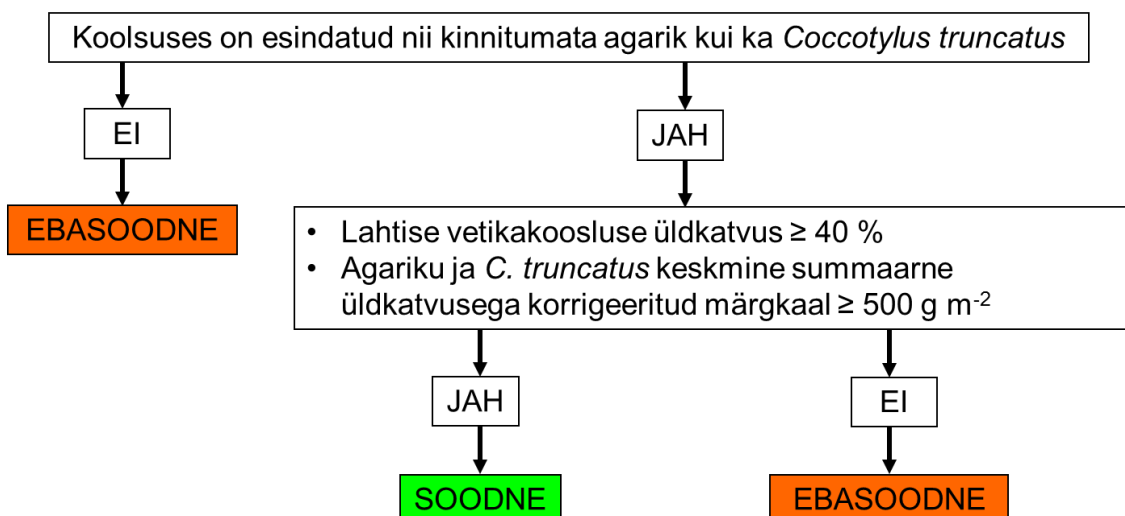 Koolsuses on esindatud nii kinnitumata agarik kui ka Coccotylus truncatus
EI
JAH
EBASOODNE
• Lahtise vetikakoosluse üldkatvus ≥ 40 %
• Agariku ja C. truncatus keskmine summaarne
üldkatvusega korrigeeritud märgkaal ≥ 500 g m-2
JAH
EI
SOODNE
EBASOODNE